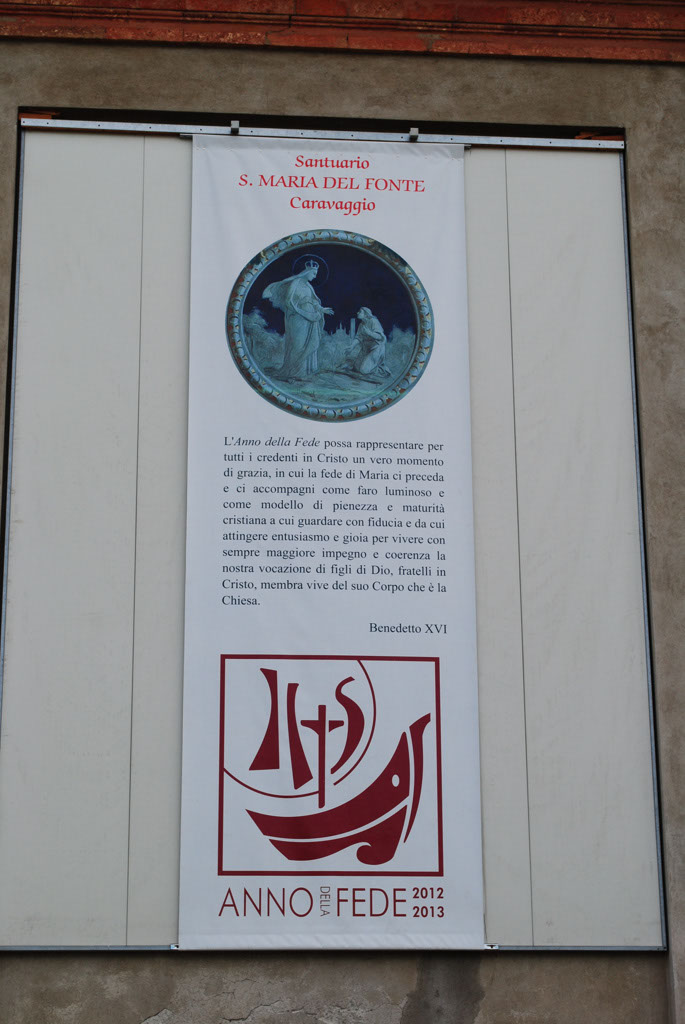 Santuario
S. MARIA DEL FONTE
Caravaggio
L'Anno della Fede possa rappresentare per
tutti i credenti in Cristo un vero momento
di grazia, in cui la fede di Maria ci preceda
e ci accompagni come faro luminoso e
come modello di pienezza e maturità
cristiana a cui guardare con fiducia e da cui
attingere entusiasmo e gioia per vivere con
sempre maggiore impegno e coerenza la
nostra vocazione di figli di Dio, fratelli in
Cristo, membra vive del suo Corpo che è la
Chiesa.
Benedetto XVI
IHS
ANNO DELLA FEDE 2012
2013